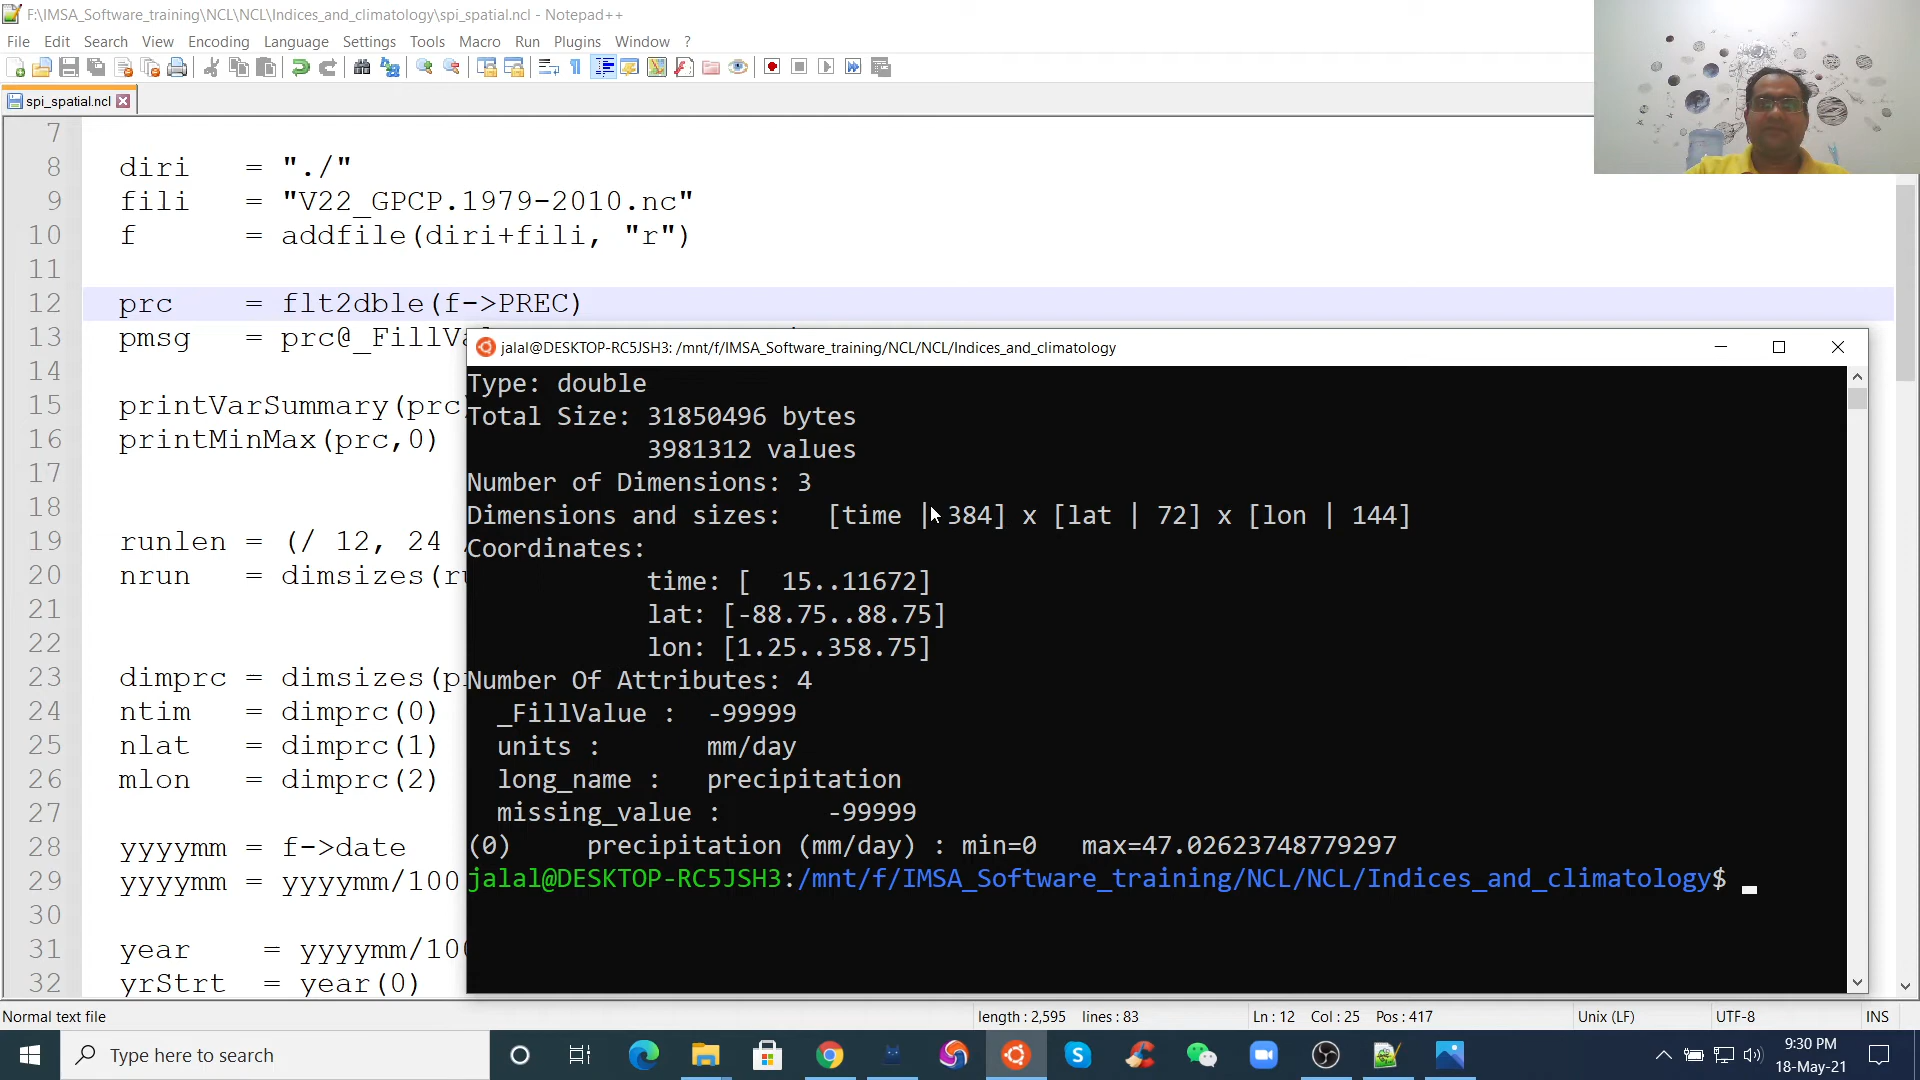 F:\IMSA_Software_training\NCL\NCL\Indices_and_climatology\spi_spatial.ncl - Notepad++
File Edit Search View Encoding Language Settings Tools Macro Run Plugins Window ?
spi_spatial.ncl
7
8 diri = "./"
9 fili = "V22_GPCP.1979-2010.nc"
10 f = addfile(diri+fili, "r")
11
12 prc = flt2dble(f->PREC)
13 pmsg = prc@_FillVa
14
15 printVarSummary(prc
16 printMinMax(prc,0)
17
18
19 runlen = (/ 12, 24
20 nrun = dimsizes(ru
21
22
23 dimprc = dimsizes(pr
24 ntim = dimprc(0)
25 nlat = dimprc(1)
26 mlon = dimprc(2)
27
28 yyyymm = f->date
29 yyyymm = yyyymm/100
30
31 year = yyyymm/100
32 yrStrt = year(0)
jalal@DESKTOP-RC5JSH3: /mnt/f/IMSA_Software_training/NCL/NCL/Indices_and_climatology
Type: double
Total Size: 31850496 bytes
3981312 values
Number of Dimensions: 3
Dimensions and sizes: [time | 384] x [lat | 72] x [lon | 144]
Coordinates:
time: [ 15..11672]
lat: [-88.75..88.75]
lon: [1.25..358.75]
Number Of Attributes: 4
_FillValue : -99999
units : mm/day
long_name : precipitation
missing_value : -99999
(0) precipitation (mm/day) : min=0 max=47.02623748779297
jalal@DESKTOP-RC5JSH3:/mnt/f/IMSA_Software_training/NCL/NCL/Indices_and_climatology$
Normal text file length : 2,595 lines : 83 Ln : 12 Col : 25 Pos : 417 Unix (LF) UTF-8 INS
Type here to search
9:30 PM
18-May-21